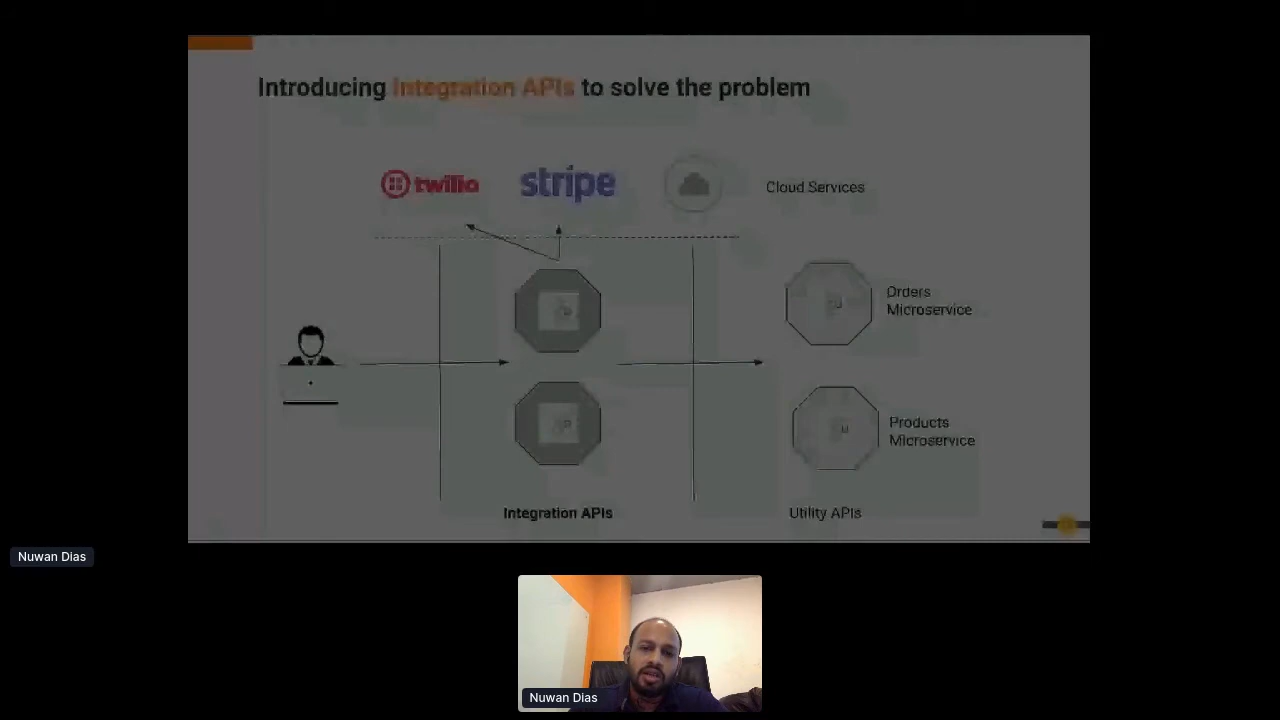 Introducing Integration APIs to solve the problem
twilio
stripe
Cloud Services
Orders
Microservice
Products
Microservice
Integration APIs
Utility APIs
Nuwan Dias
Nuwan Dias